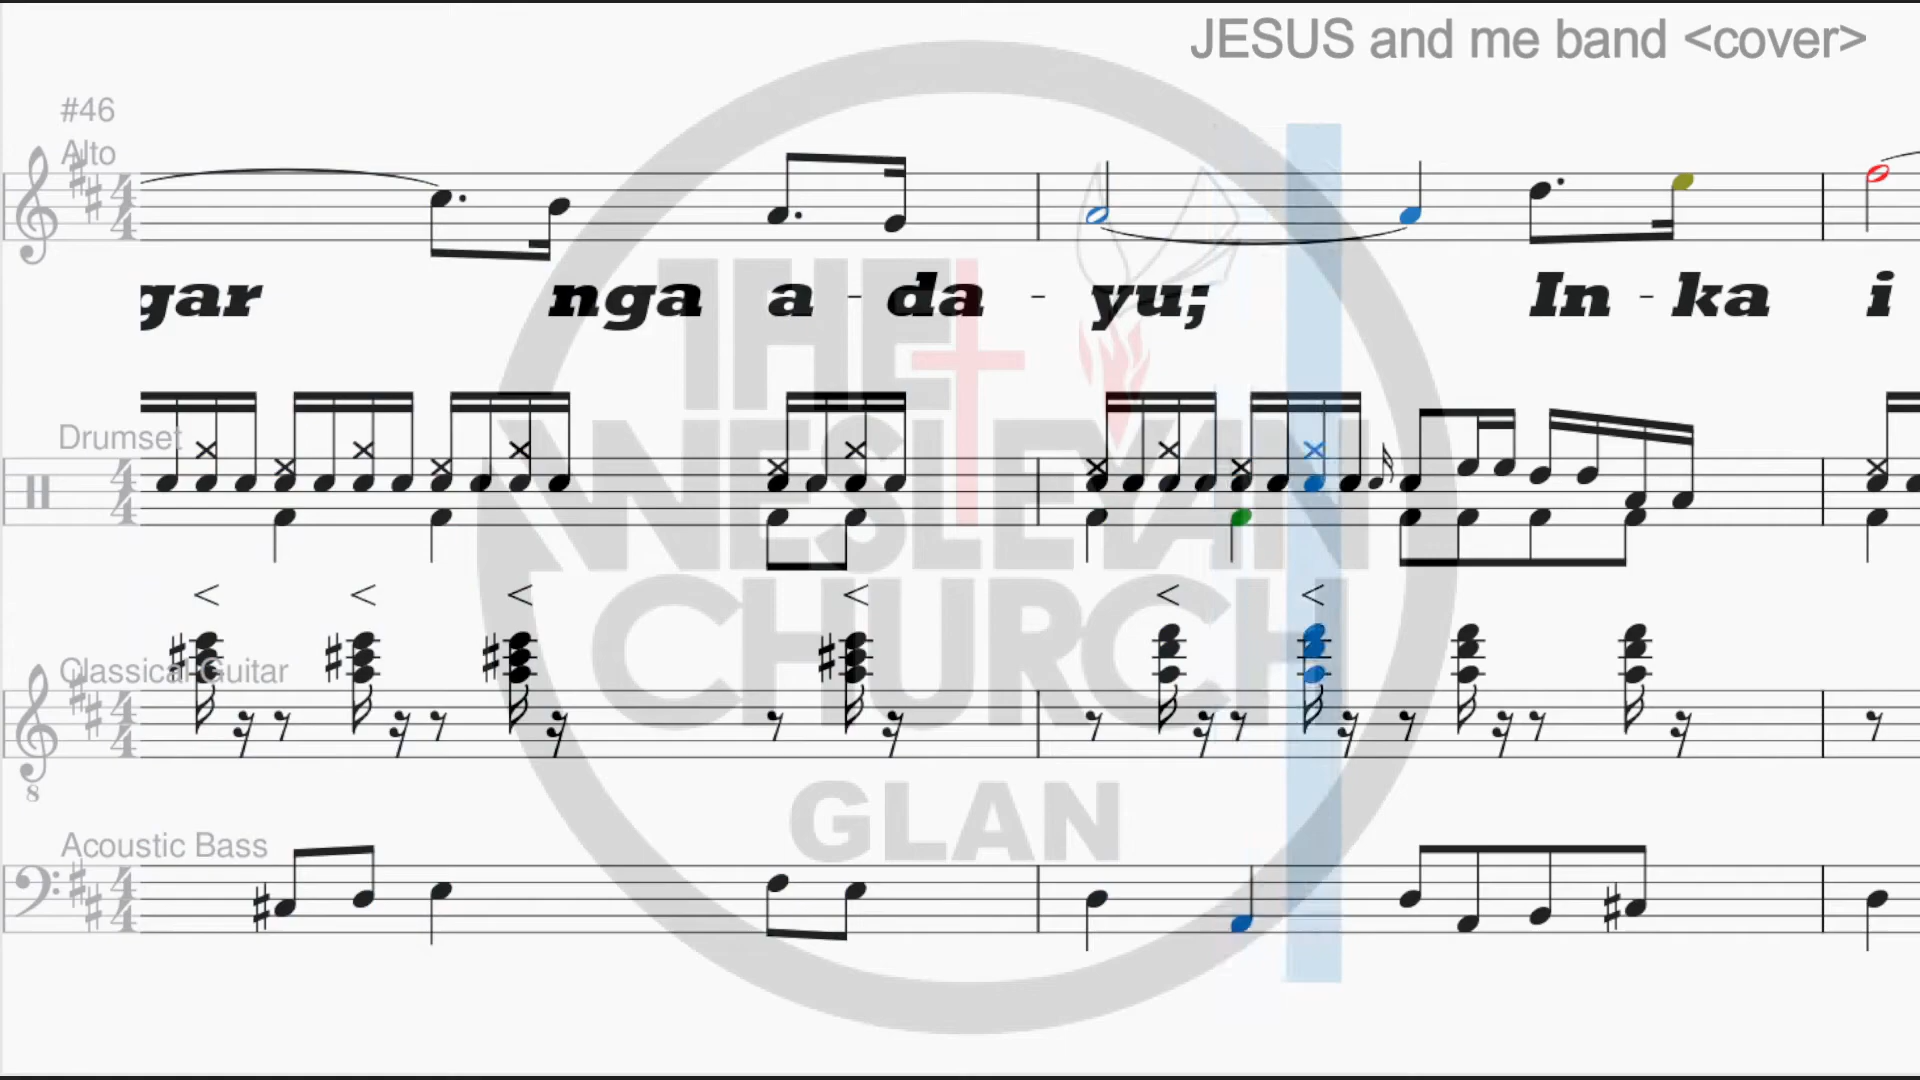 JESUS and me band <cover>
#46
Alto
gar nga a - da - yu; In - ka i
THE
Drumset
WESLEYAN
CHURCH
Classical Guitar
GLAN
Acoustic Bass